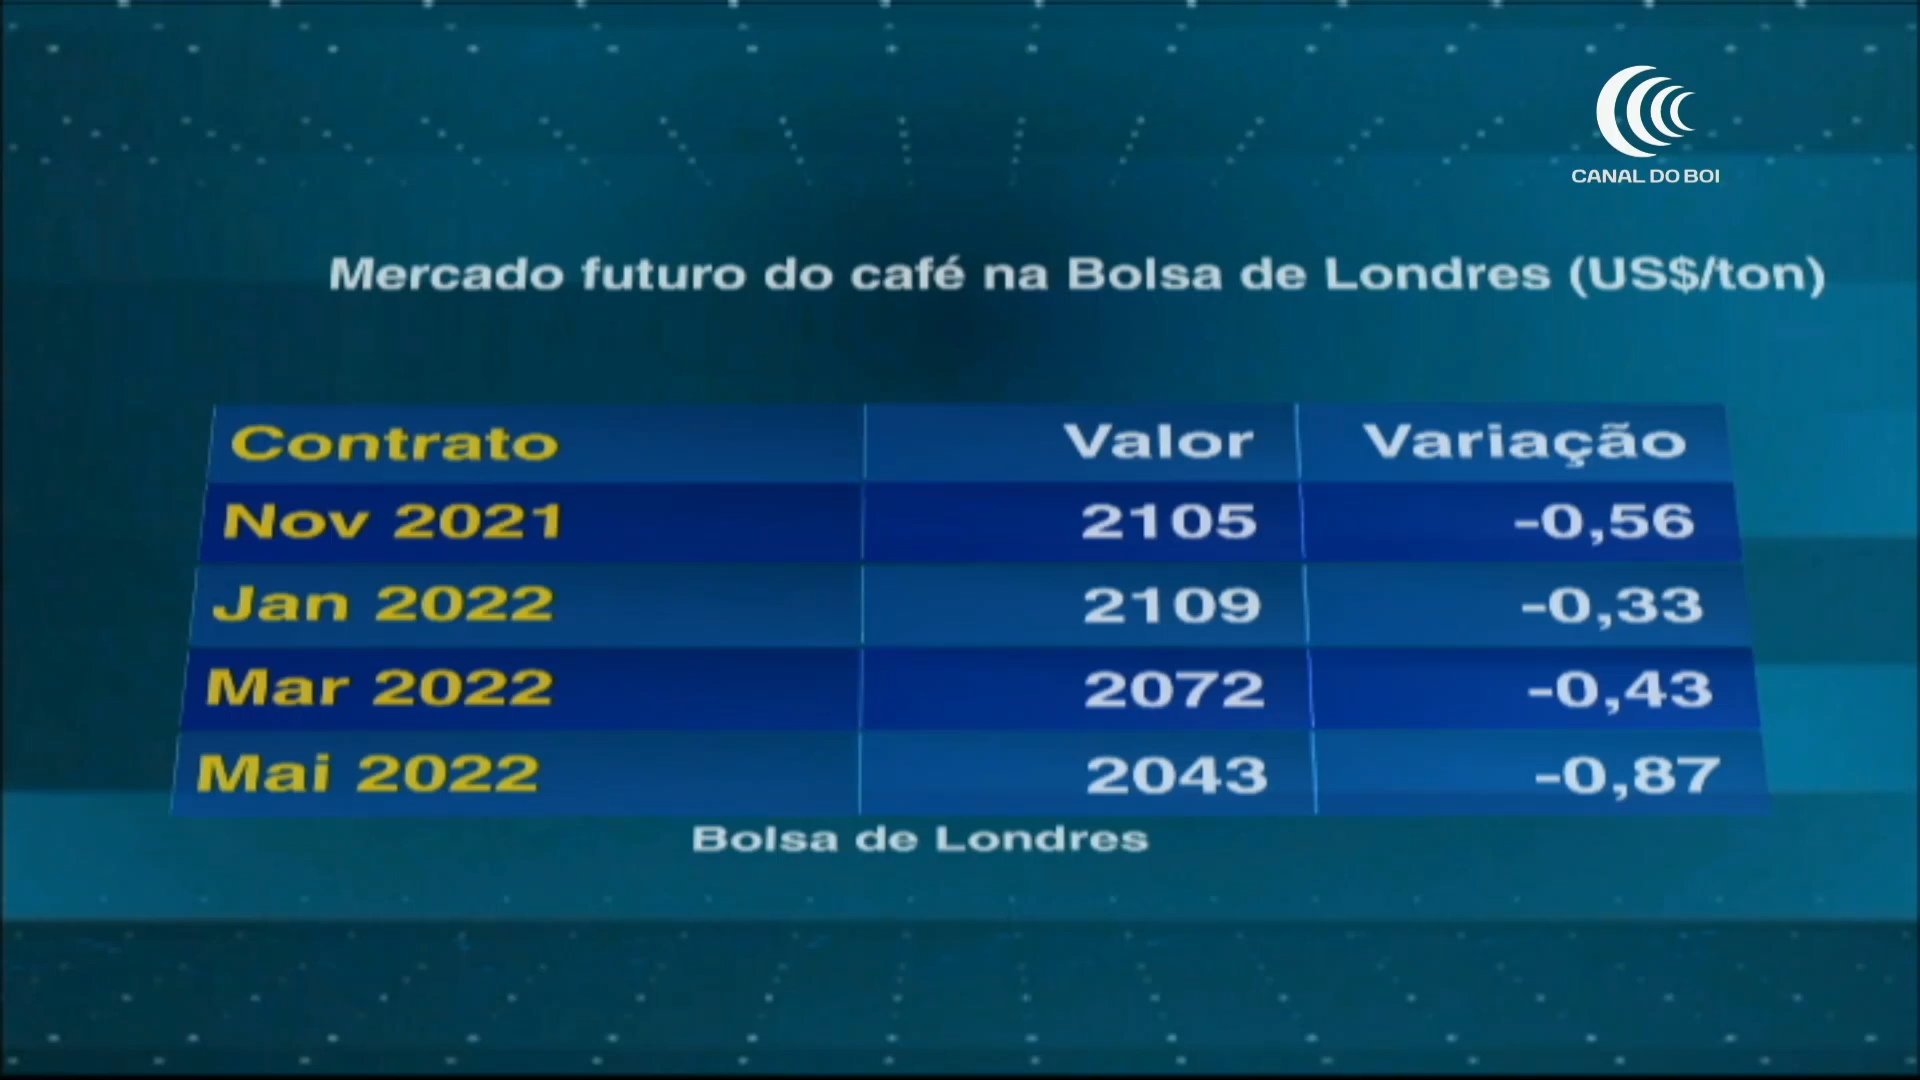 CANAL DO BOI
Mercado futuro do café na Bolsa de Londres (US$/ton)
Contrato Valor Variação
Nov 2021 2105 -0,56
Jan 2022 2109 -0,33
Mar 2022 2072 -0,43
Mai 2022 2043 -0,87
Bolsa de Londres